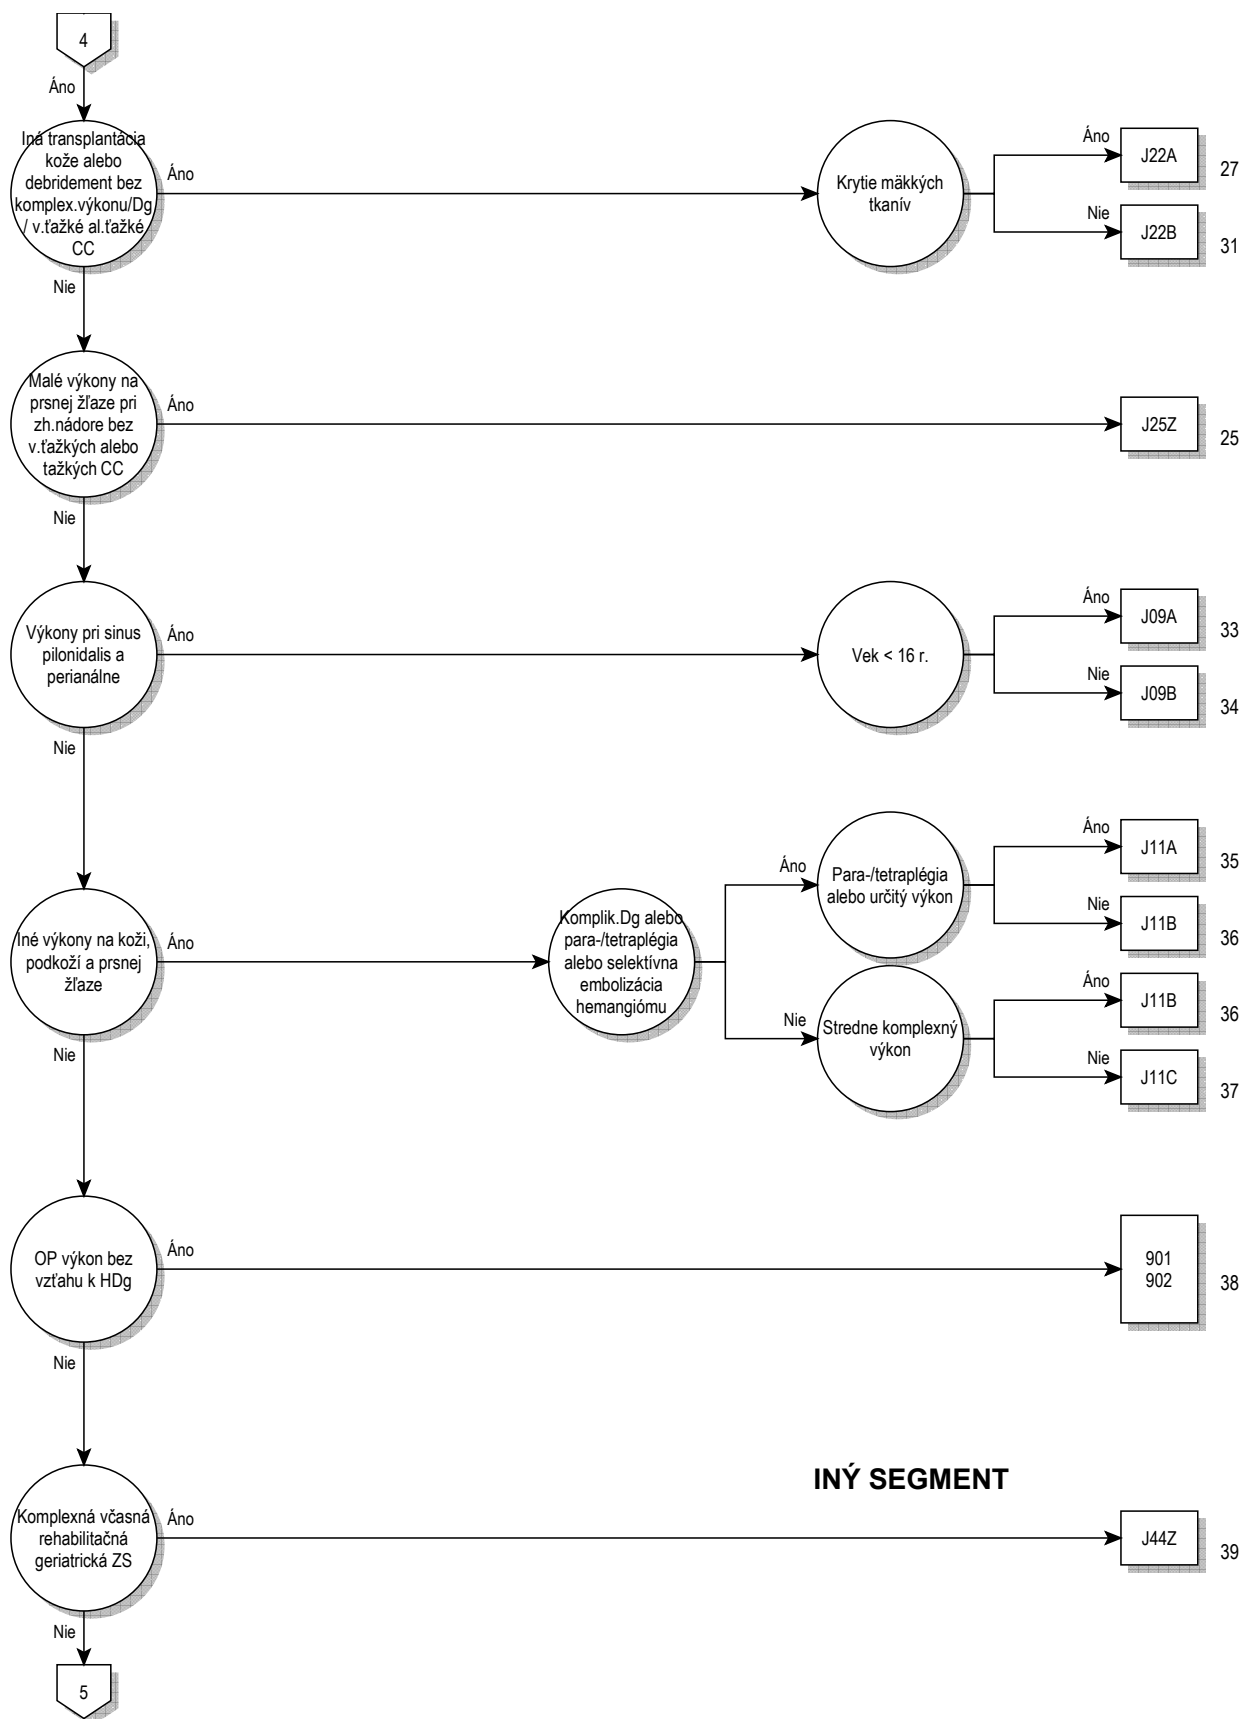 4
Áno
Iná transplantácia
kože alebo
debridement bez
komplex.výkonu/Dg
/ v.ťažké al.ťažké
CC
Áno
Krytie mäkkých
tkanív
Áno
J22A
27
Nie
J22B
31
Nie
Malé výkony na
prsnej žľaze pri
zh.nádore bez
v.ťažkých alebo
tažkých CC
Áno
J25Z
25
Nie
Výkony pri sinus
pilonidalis a
perianálne
Áno
Vek < 16 r.
Áno
J09A
33
Nie
J09B
34
Nie
Iné výkony na koži,
podkoží a prsnej
žľaze
Áno
Komplik.Dg alebo
para-/tetraplégia
alebo selektívna
embolizácia
hemangiómu
Áno
Para-/tetraplégia
alebo určitý výkon
Áno
J11A
35
Nie
J11B
36
Nie
Stredne komplexný
výkon
Áno
J11B
36
Nie
J11C
37
Nie
OP výkon bez
vzťahu k HDg
Áno
901
902
38
Nie
INÝ SEGMENT
Komplexná včasná
rehabilitačná
geriatrická ZS
Áno
J44Z
39
Nie
5